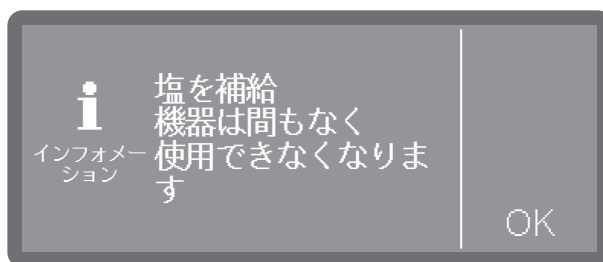 塩を補給
機器は間もなく
使用できなくなりま
す
インフォメー
ション
OK